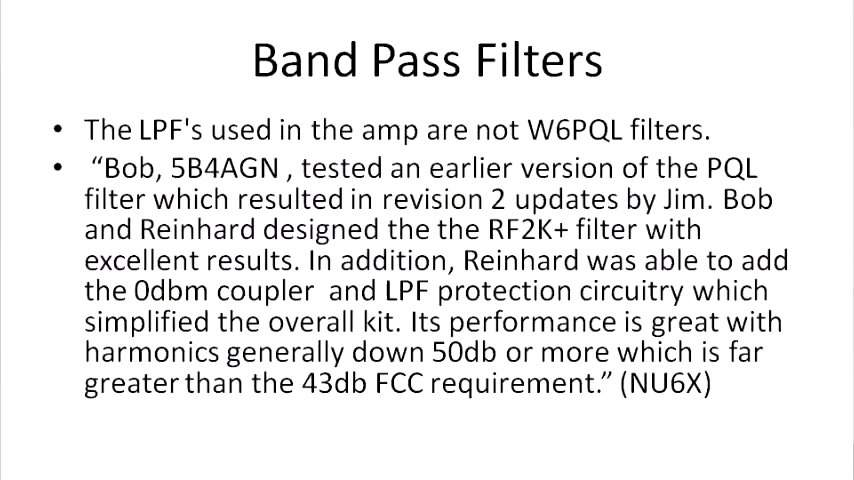 Band Pass Filters
• The LPF's used in the amp are not W6PQL filters.
• “Bob, 5B4AGN , tested an earlier version of the PQL
filter which resulted in revision 2 updates by Jim. Bob
and Reinhard designed the the RF2K+ filter with
excellent results. In addition, Reinhard was able to add
the 0dbm coupler  and LPF protection circuitry which
simplified the overall kit. Its performance is great with
harmonics generally down 50db or more which is far
greater than the 43db FCC requirement.” (NU6X)